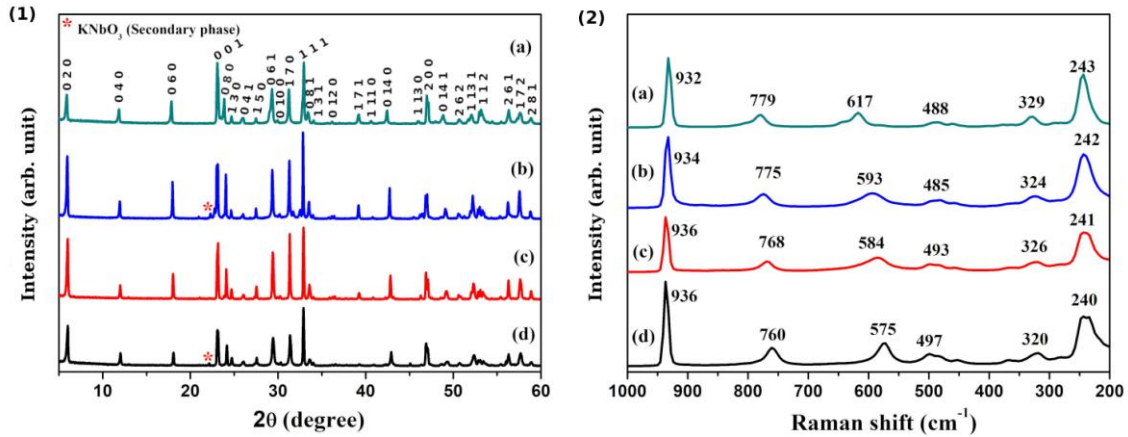 (1)
* KNbO₃ (Secondary phase)
(a)
0 2 0
0 4 0
0 6 0
0 0 1
0 8 0
1 3 0
0 4 1
1 5 0
0 6 1
0 10 0
1 7 0
1 1 1
0 8 1
1 3 1
0 12 0
1 7 1
1 11 0
0 14 0
1 13 0
2 0 0
0 14 1
2 6 2
1 13 1
1 1 2
2 6 1
1 7 2
2 8 1
(b)
*
(c)
(d)
*
Intensity (arb. unit)
10 20 30 40 50 60
2θ (degree)
(2)
(a)
932
779
617
488
329
243
(b)
934
775
593
485
324
242
(c)
936
768
584
493
326
241
(d)
936
760
575
497
320
240
Intensity (arb. unit)
1000 900 800 700 600 500 400 300 200
Raman shift (cm⁻¹)